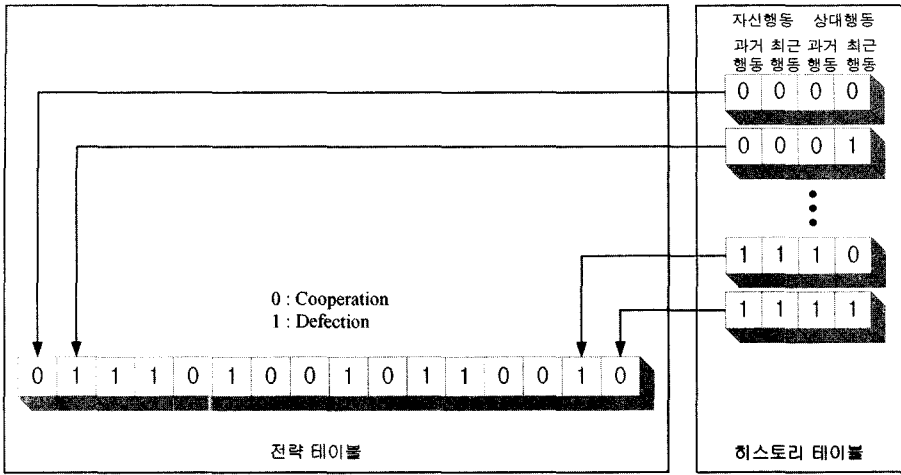 자신행동 상대행동
과거 최근 과거 최근
행동 행동 행동 행동
0 0 0 0
0 0 0 1
1 1 1 0
1 1 1 1
0 : Cooperation
1 : Defection
0 1 1 1 0 1 0 0 1 0 1 1 0 0 1 0
전략 테이블
히스토리 테이블